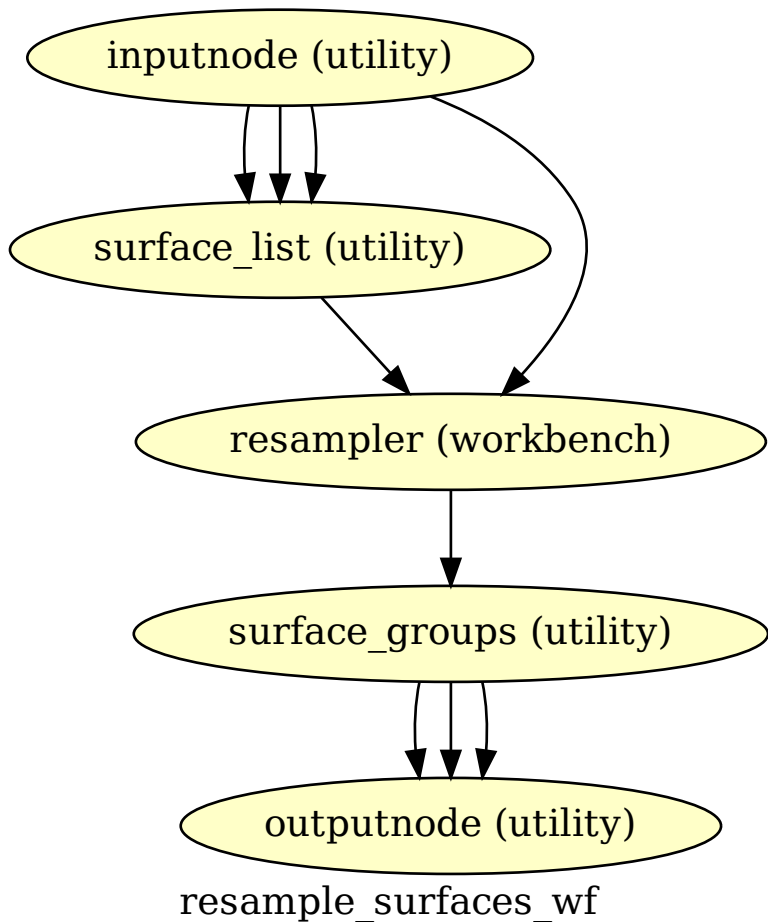 inputnode (utility)
surface_list (utility)
resampler (workbench)
surface_groups (utility)
outputnode (utility)
resample_surfaces_wf